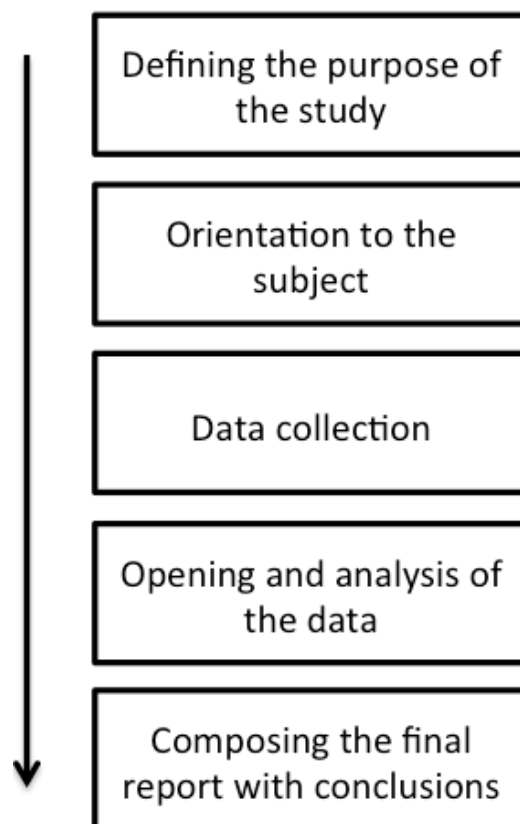 Defining the purpose of
the study
Orientation to the
subject
Data collection
Opening and analysis of
the data
Composing the final
report with conclusions